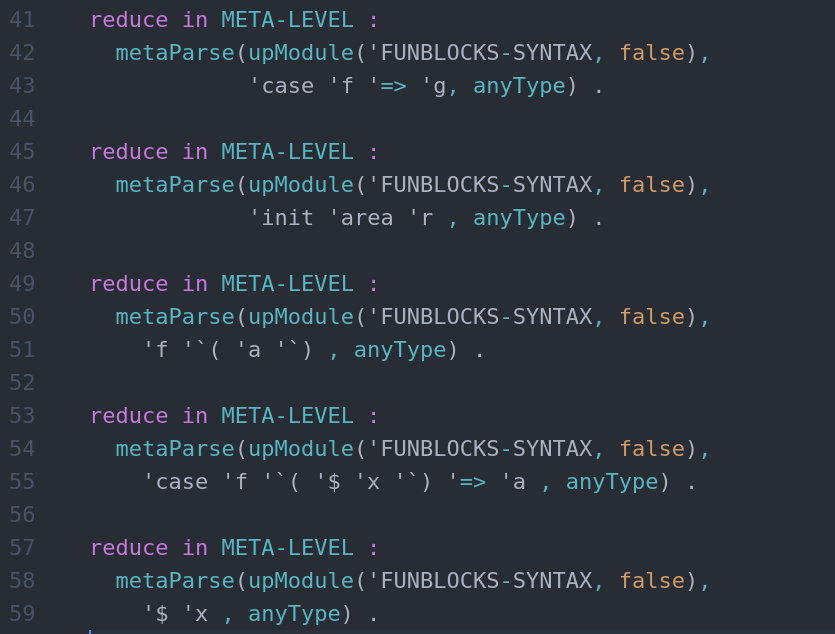 41 reduce in META-LEVEL :
42 metaParse(upModule('FUNBLOCKS-SYNTAX, false),
43 'case 'f '=> 'g, anyType) .
44
45 reduce in META-LEVEL :
46 metaParse(upModule('FUNBLOCKS-SYNTAX, false),
47 'init 'area 'r , anyType) .
48
49 reduce in META-LEVEL :
50 metaParse(upModule('FUNBLOCKS-SYNTAX, false),
51 'f '`( 'a '`) , anyType) .
52
53 reduce in META-LEVEL :
54 metaParse(upModule('FUNBLOCKS-SYNTAX, false),
55 'case 'f '`( '$ 'x '`) '=> 'a , anyType) .
56
57 reduce in META-LEVEL :
58 metaParse(upModule('FUNBLOCKS-SYNTAX, false),
59 '$ 'x , anyType) .